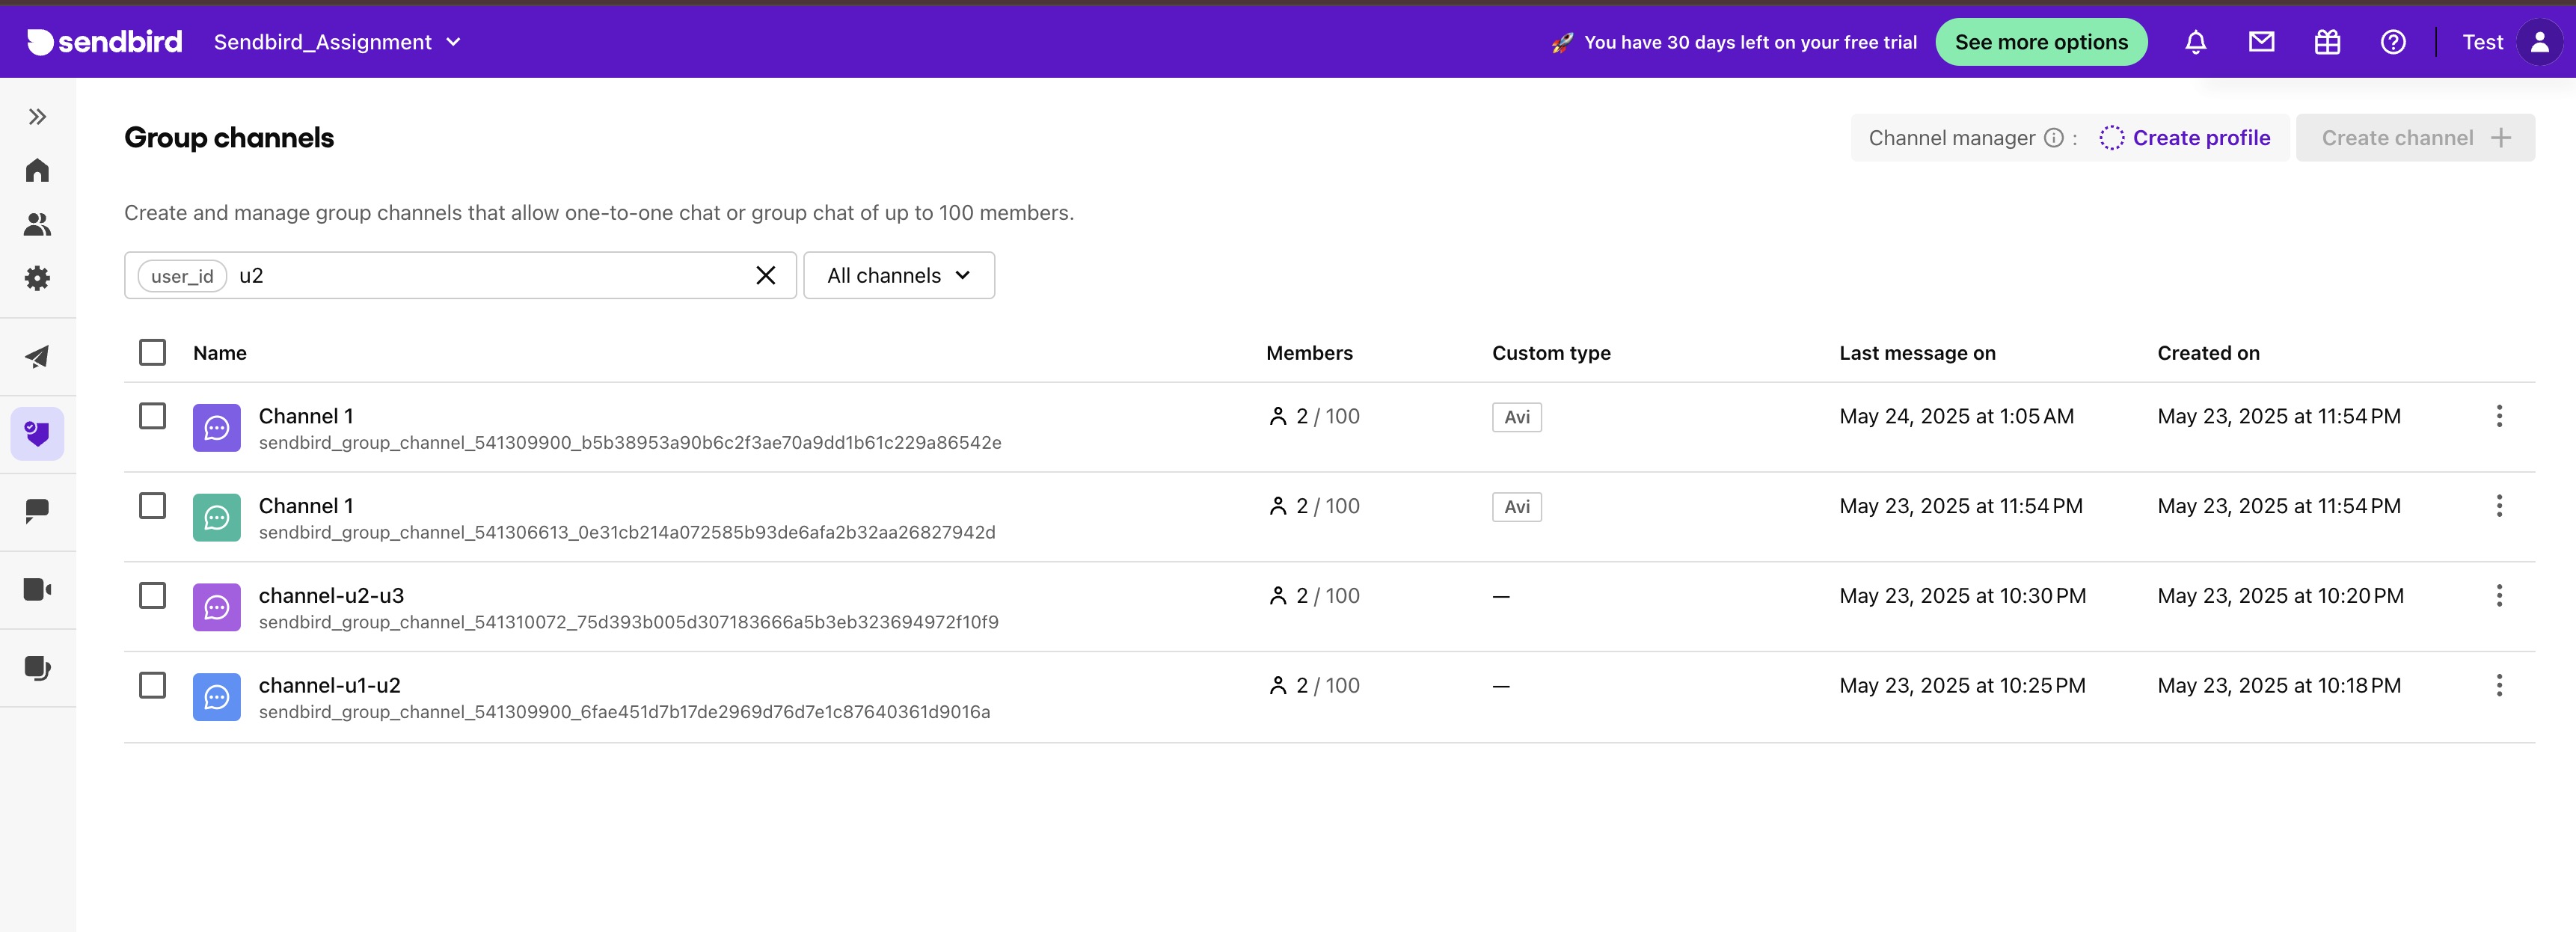 sendbird Sendbird_Assignment 🚀 You have 30 days left on your free trial See more options Test
Group channels Channel manager : Create profile Create channel +
Create and manage group channels that allow one-to-one chat or group chat of up to 100 members.
user_id u2 All channels
Name Members Custom type Last message on Created on
Channel 1 2 / 100 Avi May 24, 2025 at 1:05 AM May 23, 2025 at 11:54 PM
sendbird_group_channel_541309900_b5b38953a90b6c2f3ae70a9dd1b61c229a86542e
Channel 1 2 / 100 Avi May 23, 2025 at 11:54 PM May 23, 2025 at 11:54 PM
sendbird_group_channel_541306613_0e31cb214a072585b93de6afa2b32aa26827942d
channel-u2-u3 2 / 100 — May 23, 2025 at 10:30 PM May 23, 2025 at 10:20 PM
sendbird_group_channel_541310072_75d393b005d307183666a5b3eb323694972f10f9
channel-u1-u2 2 / 100 — May 23, 2025 at 10:25 PM May 23, 2025 at 10:18 PM
sendbird_group_channel_541309900_6fae451d7b17de2969d76d7e1c87640361d9016a